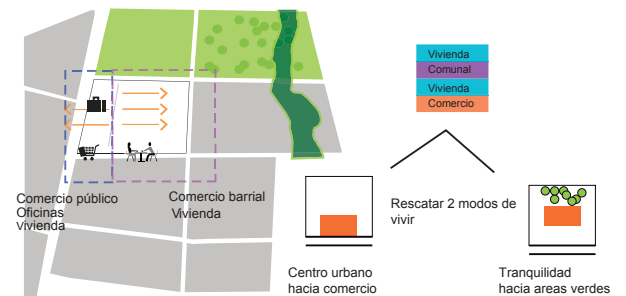 Vivienda
Comunal
Vivienda
Comercio
Comercio público
Oficinas
Vivienda
Comercio barrial
Vivienda
Rescatar 2 modos de
vivir
Centro urbano
hacia comercio
Tranquilidad
hacia areas verdes